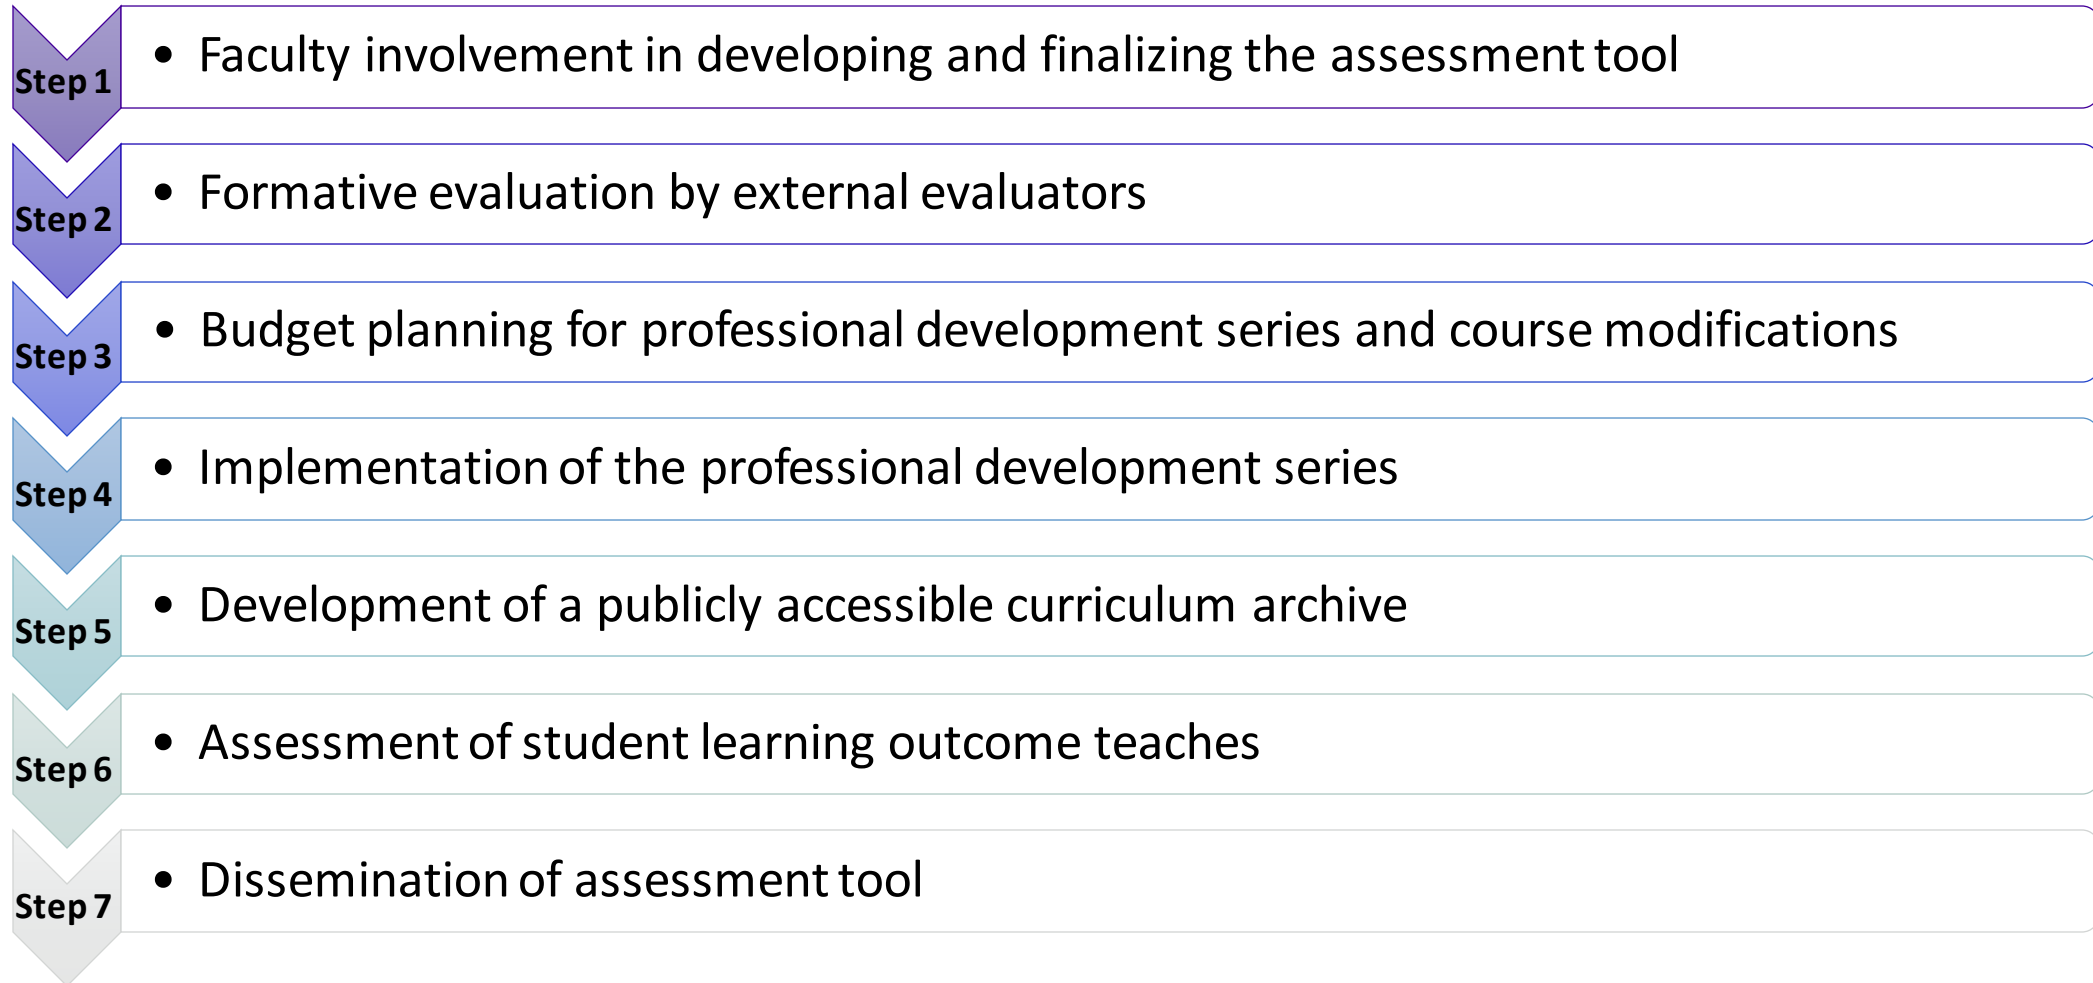 Step 1
• Faculty involvement in developing and finalizing the assessment tool
Step 2
• Formative evaluation by external evaluators
Step 3
• Budget planning for professional development series and course modifications
Step 4
• Implementation of the professional development series
Step 5
• Development of a publicly accessible curriculum archive
Step 6
• Assessment of student learning outcome teaches
Step 7
• Dissemination of assessment tool